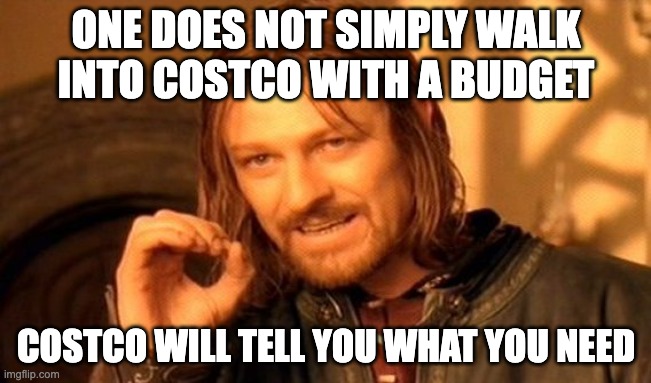 ONE DOES NOT SIMPLY WALK
INTO COSTCO WITH A BUDGET
COSTCO WILL TELL YOU WHAT YOU NEED
imgflip.com